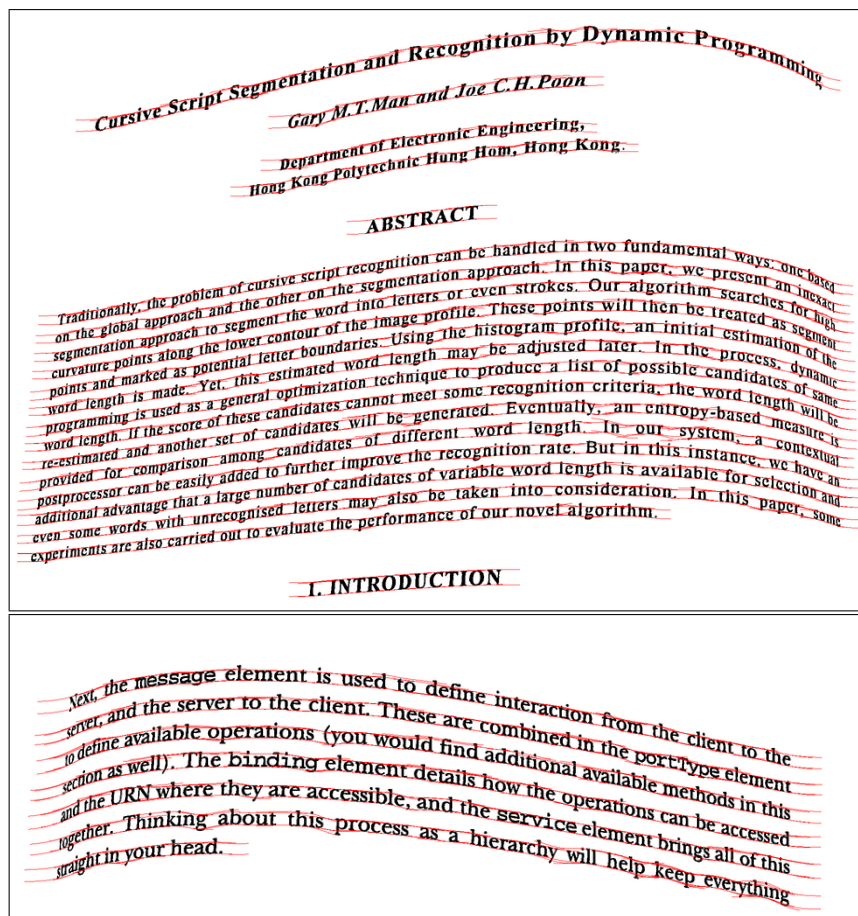 Cursive Script Segmentation and Recognition by Dynamic Programming
Gary M.T.Man and Joe C.H.Poon
Department of Electronic Engineering,
Hong Kong Polytechnic Hung Hom, Hong Kong.
ABSTRACT
Traditionally, the problem of cursive script recognition can be handled in two fundamental ways: one based
on the global approach and the other on the segmentation approach. In this paper, we present an inexact
segmentation approach to segment the word into letters or even strokes. Our algorithm searches for high
curvature points along the lower contour of the image profile. These points will then be treated as segment
points and marked as potential letter boundaries. Using the histogram profile, an initial estimation of the
word length is made. Yet, this estimated word length may be adjusted later. In the process, dynamic
programming is used as a general optimization technique to produce a list of possible candidates of same
word length. If the score of these candidates cannot meet some recognition criteria, the word length will be
re-estimated and another set of candidates will be generated. Eventually, an entropy-based measure is
provided for comparison among candidates of different word length. In our system, a contextual
postprocessor can be easily added to further improve the recognition rate. But in this instance, we have an
additional advantage that a large number of candidates of variable word length is available for selection and
even some words with unrecognised letters may also be taken into consideration. In this paper, some
experiments are also carried out to evaluate the performance of our novel algorithm.
1. INTRODUCTION
Next, the message element is used to define interaction from the client to the
server, and the server to the client. These are combined in the portType element
to define available operations (you would find additional available methods in this
section as well). The binding element details how the operations can be accessed
and the URN where they are accessible, and the service element brings all of this
together. Thinking about this process as a hierarchy will help keep everything
straight in your head.